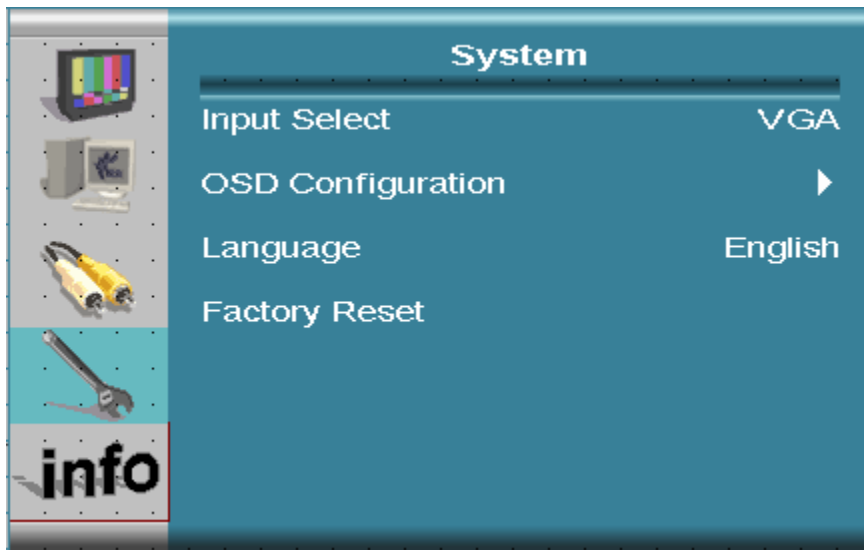 System
Input Select VGA
OSD Configuration
Language English
Factory Reset
info